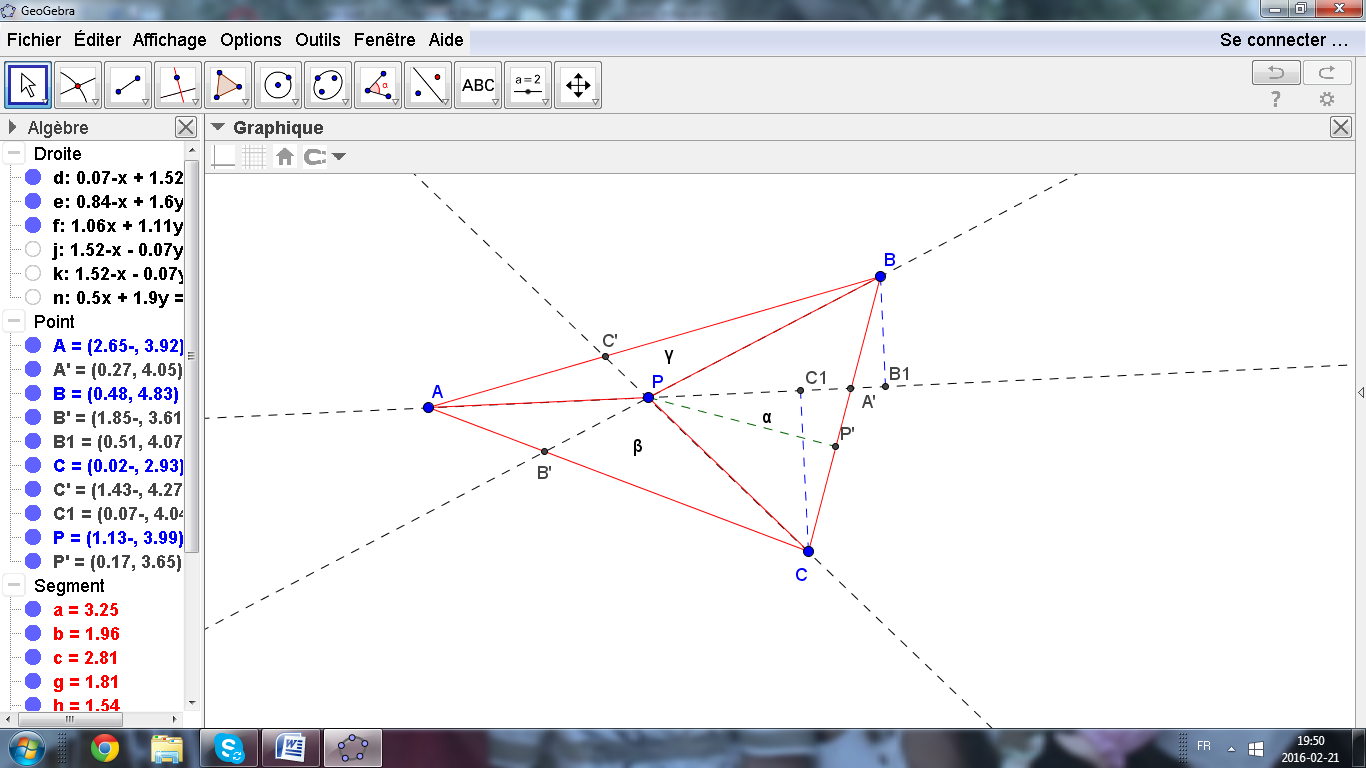 GeoGebra
Fichier Éditer Affichage Options Outils Fenêtre Aide Se connecter ...
ABC a=2
Algèbre
Graphique
Droite
d: 0.07-x + 1.52
e: 0.84-x + 1.6y
f: 1.06x + 1.11y
j: 1.52-x - 0.07y
k: 1.52-x - 0.07y
n: 0.5x + 1.9y =
Point
A = (2.65-, 3.92)
A' = (0.27, 4.05)
B = (0.48, 4.83)
B' = (1.85-, 3.61
B1 = (0.51, 4.07
C = (0.02-, 2.93)
C' = (1.43-, 4.27
C1 = (0.07-, 4.04
P = (1.13-, 3.99)
P' = (0.17, 3.65)
Segment
a = 3.25
b = 1.96
c = 2.81
g = 1.81
h = 1.54
B
C'
γ
P
C1
B1
A
A'
α
P'
β
B'
C
FR
19:50
2016-02-21